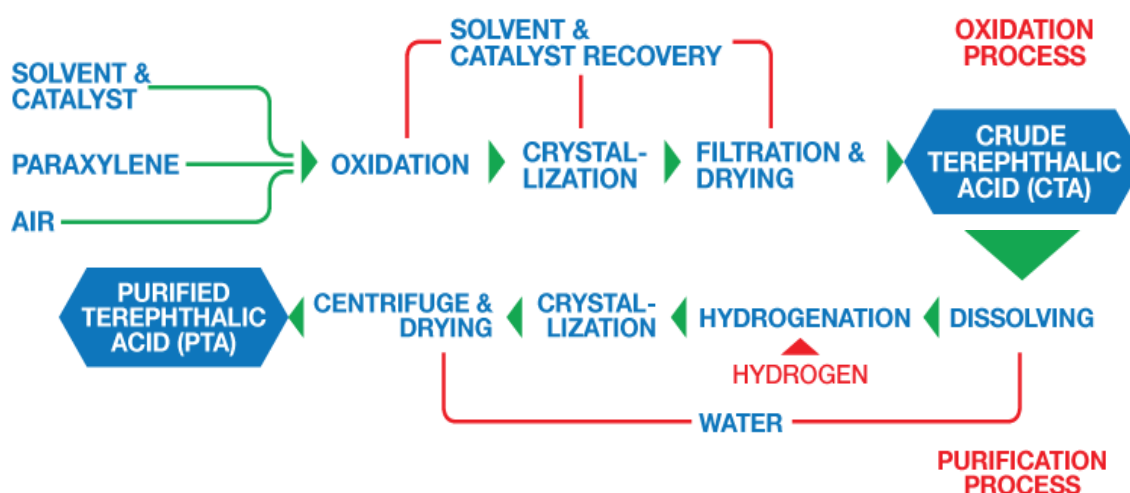 SOLVENT &
CATALYST RECOVERY
OXIDATION
PROCESS
SOLVENT &
CATALYST
PARAXYLENE
AIR
OXIDATION
CRYSTAL-
LIZATION
FILTRATION &
DRYING
CRUDE
TEREPHTHALIC
ACID (CTA)
PURIFIED
TEREPHTHALIC
ACID (PTA)
CENTRIFUGE &
DRYING
CRYSTAL-
LIZATION
HYDROGENATION
DISSOLVING
HYDROGEN
WATER
PURIFICATION
PROCESS